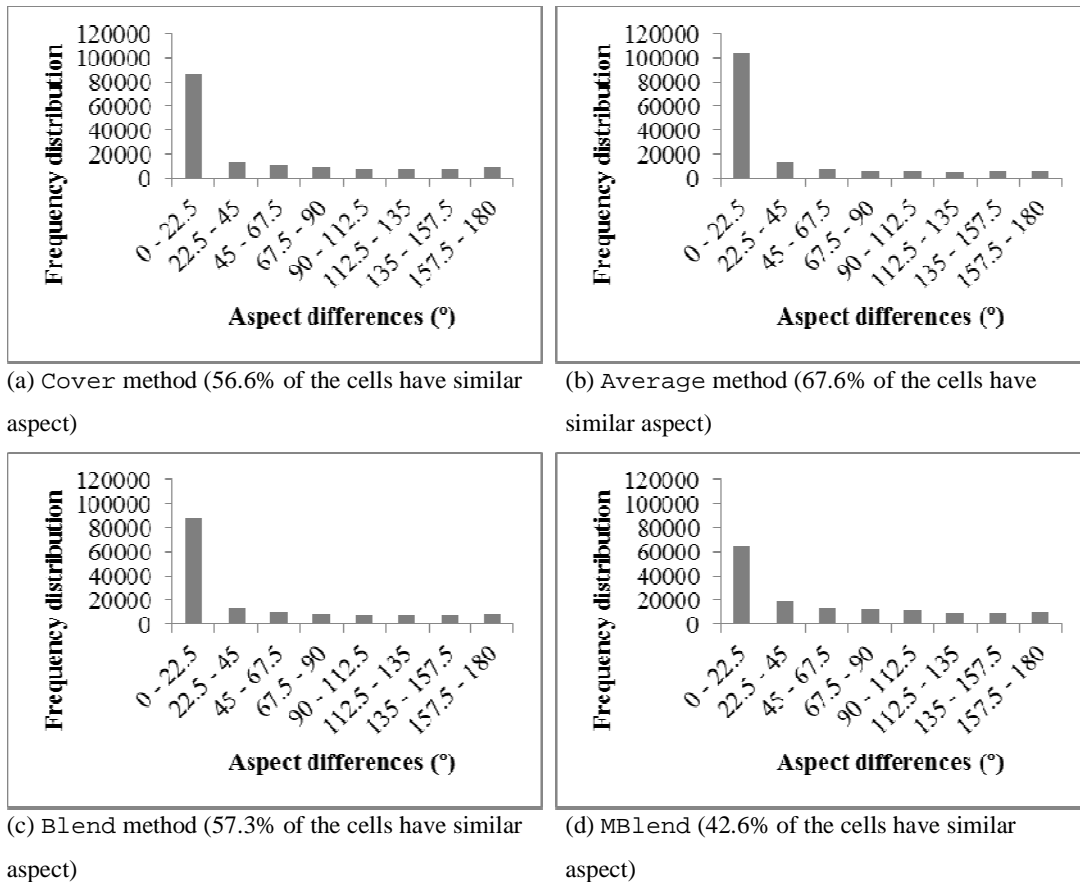 Frequency distribution
120000
100000
80000
60000
40000
20000
0
0 - 22.5
22.5 - 45
45 - 67.5
67.5 - 90
90 - 112.5
112.5 - 135
135 - 157.5
157.5 - 180
Aspect differences (°)
Frequency distribution
120000
100000
80000
60000
40000
20000
0
0 - 22.5
22.5 - 45
45 - 67.5
67.5 - 90
90 - 112.5
112.5 - 135
135 - 157.5
157.5 - 180
Aspect differences (°)
(a) Cover method (56.6% of the cells have similar
aspect)
(b) Average method (67.6% of the cells have
similar aspect)
Frequency distribution
120000
100000
80000
60000
40000
20000
0
0 - 22.5
22.5 - 45
45 - 67.5
67.5 - 90
90 - 112.5
112.5 - 135
135 - 157.5
157.5 - 180
Aspect differences (°)
Frequency distribution
120000
100000
80000
60000
40000
20000
0
0 - 22.5
22.5 - 45
45 - 67.5
67.5 - 90
90 - 112.5
112.5 - 135
135 - 157.5
157.5 - 180
Aspect differences (°)
(c) Blend method (57.3% of the cells have similar
aspect)
(d) MBlend (42.6% of the cells have similar
aspect)